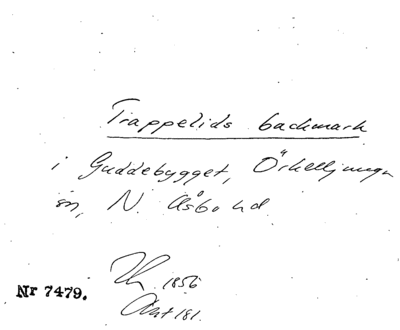 Trappelids backmark
i Guddebygget, Örkelljunga
sn, N. Åsbo hd
1856
Akt 181.
Nr 7479.